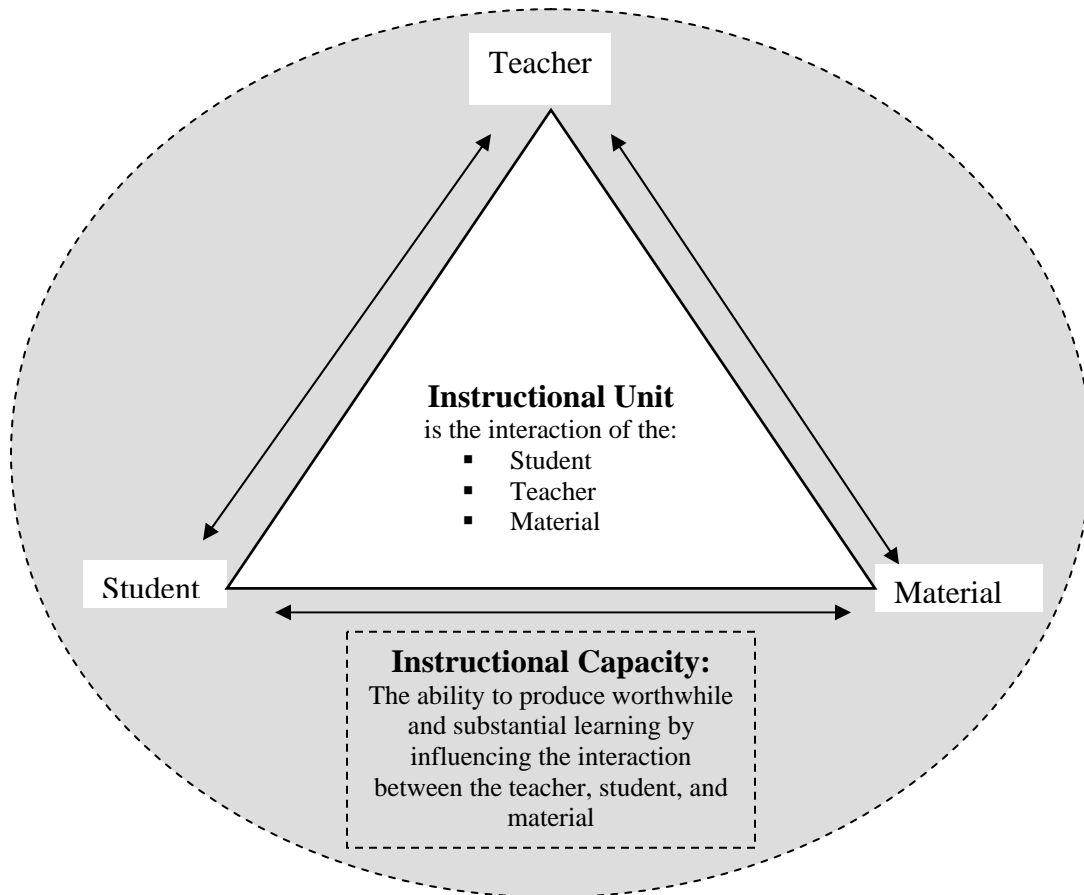 Teacher
Instructional Unit
is the interaction of the:
▪ Student
▪ Teacher
▪ Material
Student
Material
Instructional Capacity:
The ability to produce worthwhile
and substantial learning by
influencing the interaction
between the teacher, student, and
material